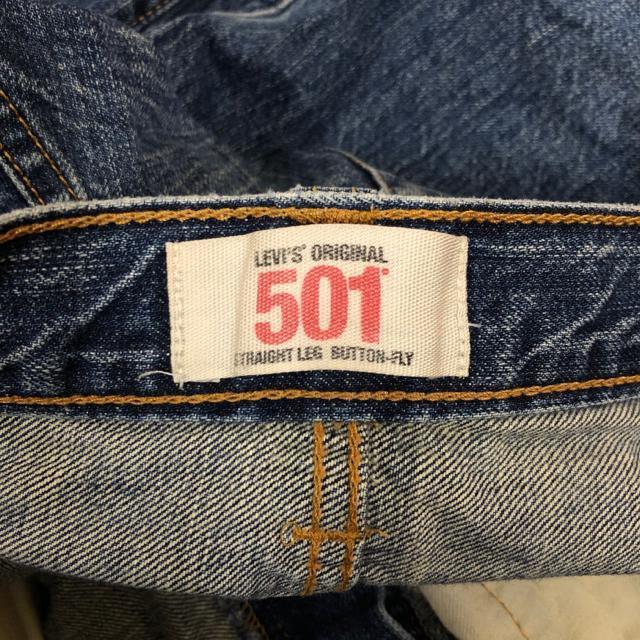 LEVI'S® ORIGINAL
501®
STRAIGHT LEG BUTTON-FLY